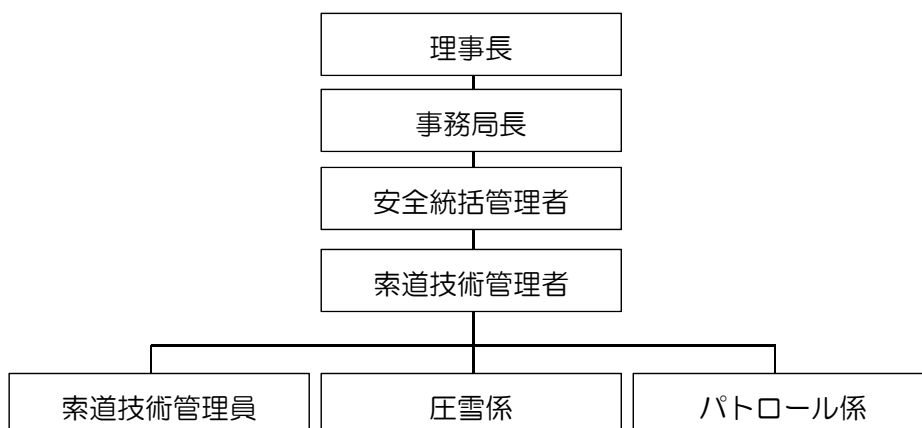 理事長
事務局長
安全統括管理者
索道技術管理者
索道技術管理員
圧雪係
パトロール係